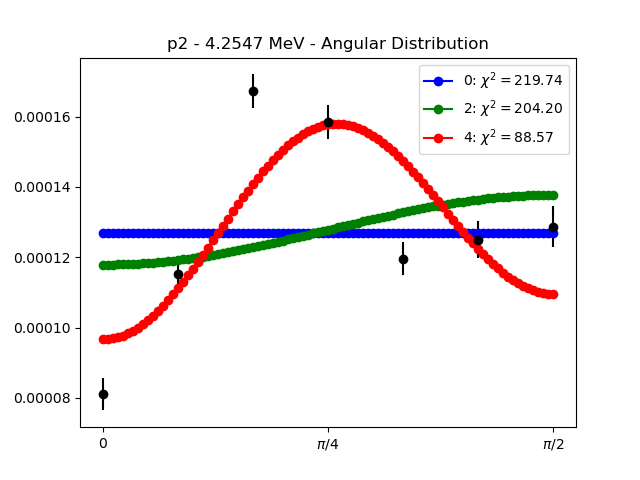 p2 - 4.2547 MeV - Angular Distribution
0: χ² = 219.74
2: χ² = 204.20
4: χ² = 88.57
0.00016
0.00014
0.00012
0.00010
0.00008
0
π/4
π/2